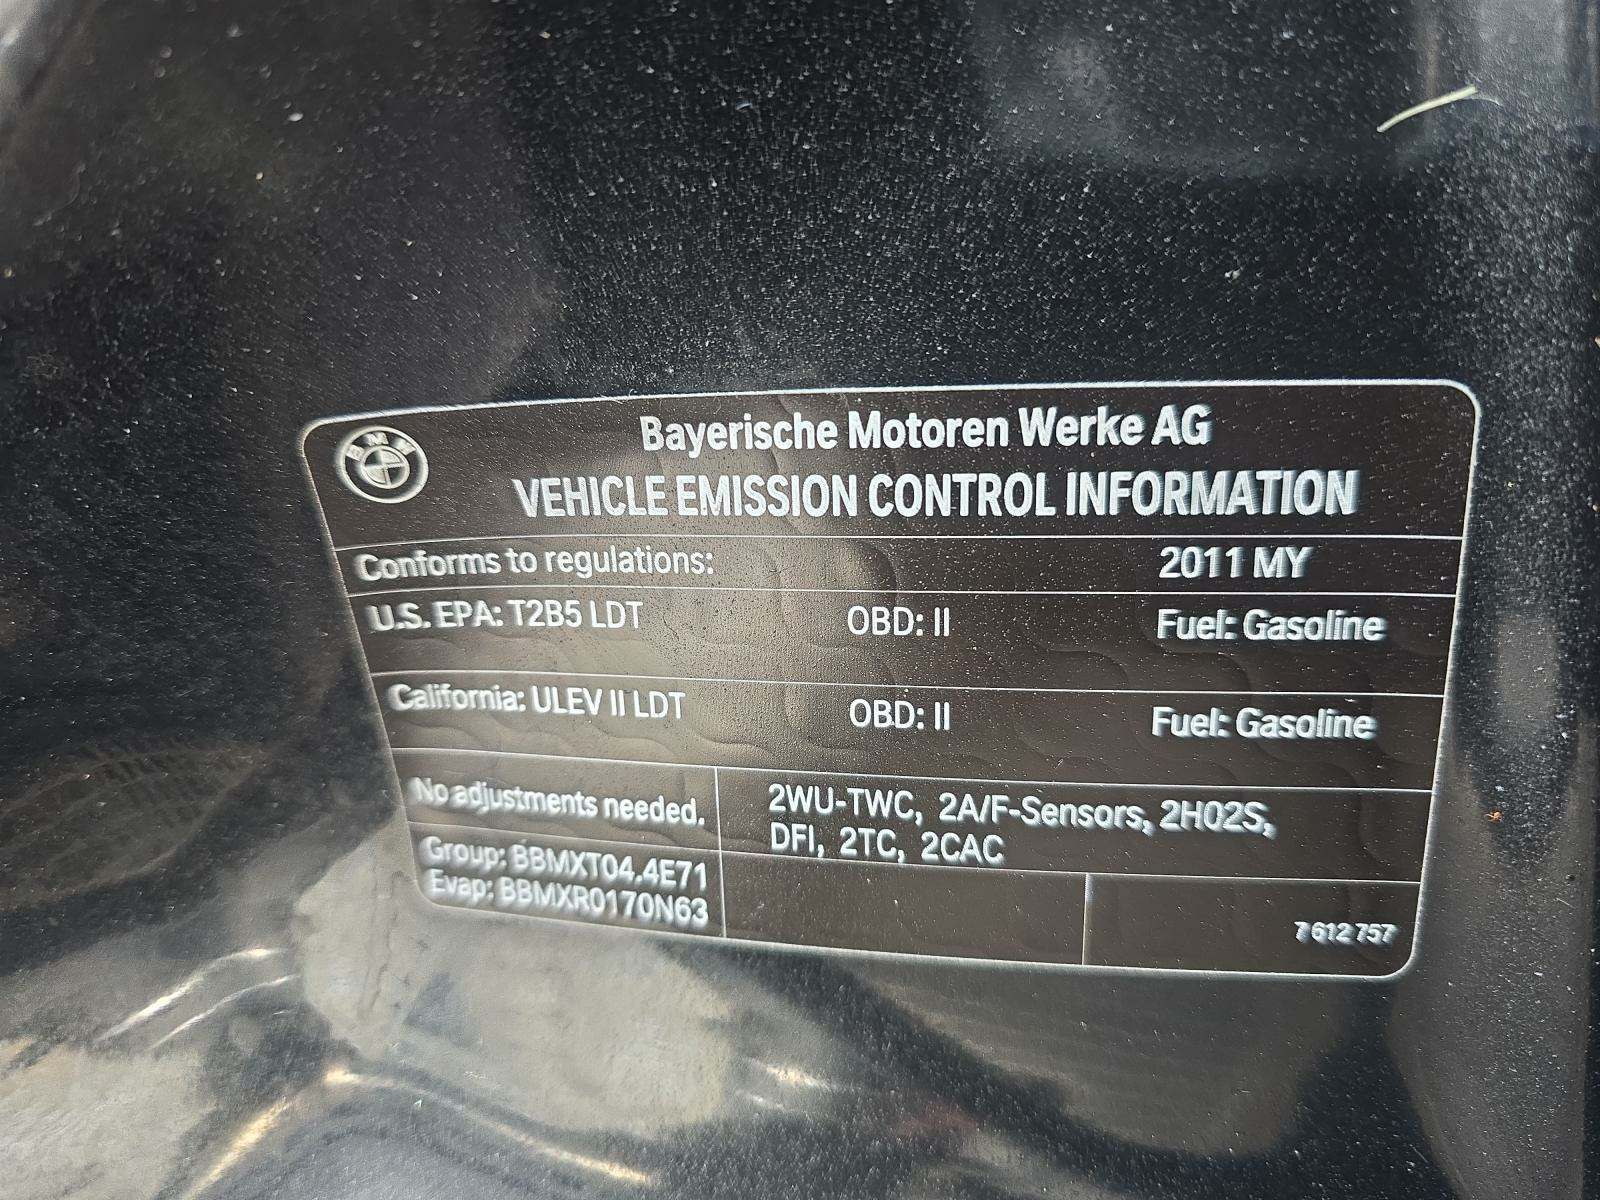 BMW
Bayerische Motoren Werke AG
VEHICLE EMISSION CONTROL INFORMATION
Conforms to regulations: 2011 MY
U.S. EPA: T2B5 LDT OBD: II Fuel: Gasoline
California: ULEV II LDT OBD: II Fuel: Gasoline
No adjustments needed.
2WU-TWC, 2A/F-Sensors, 2HO2S,
DFI, 2TC, 2CAC
Group: BBMXT04.4E71
Evap: BBMXR0170N63
7 612 757